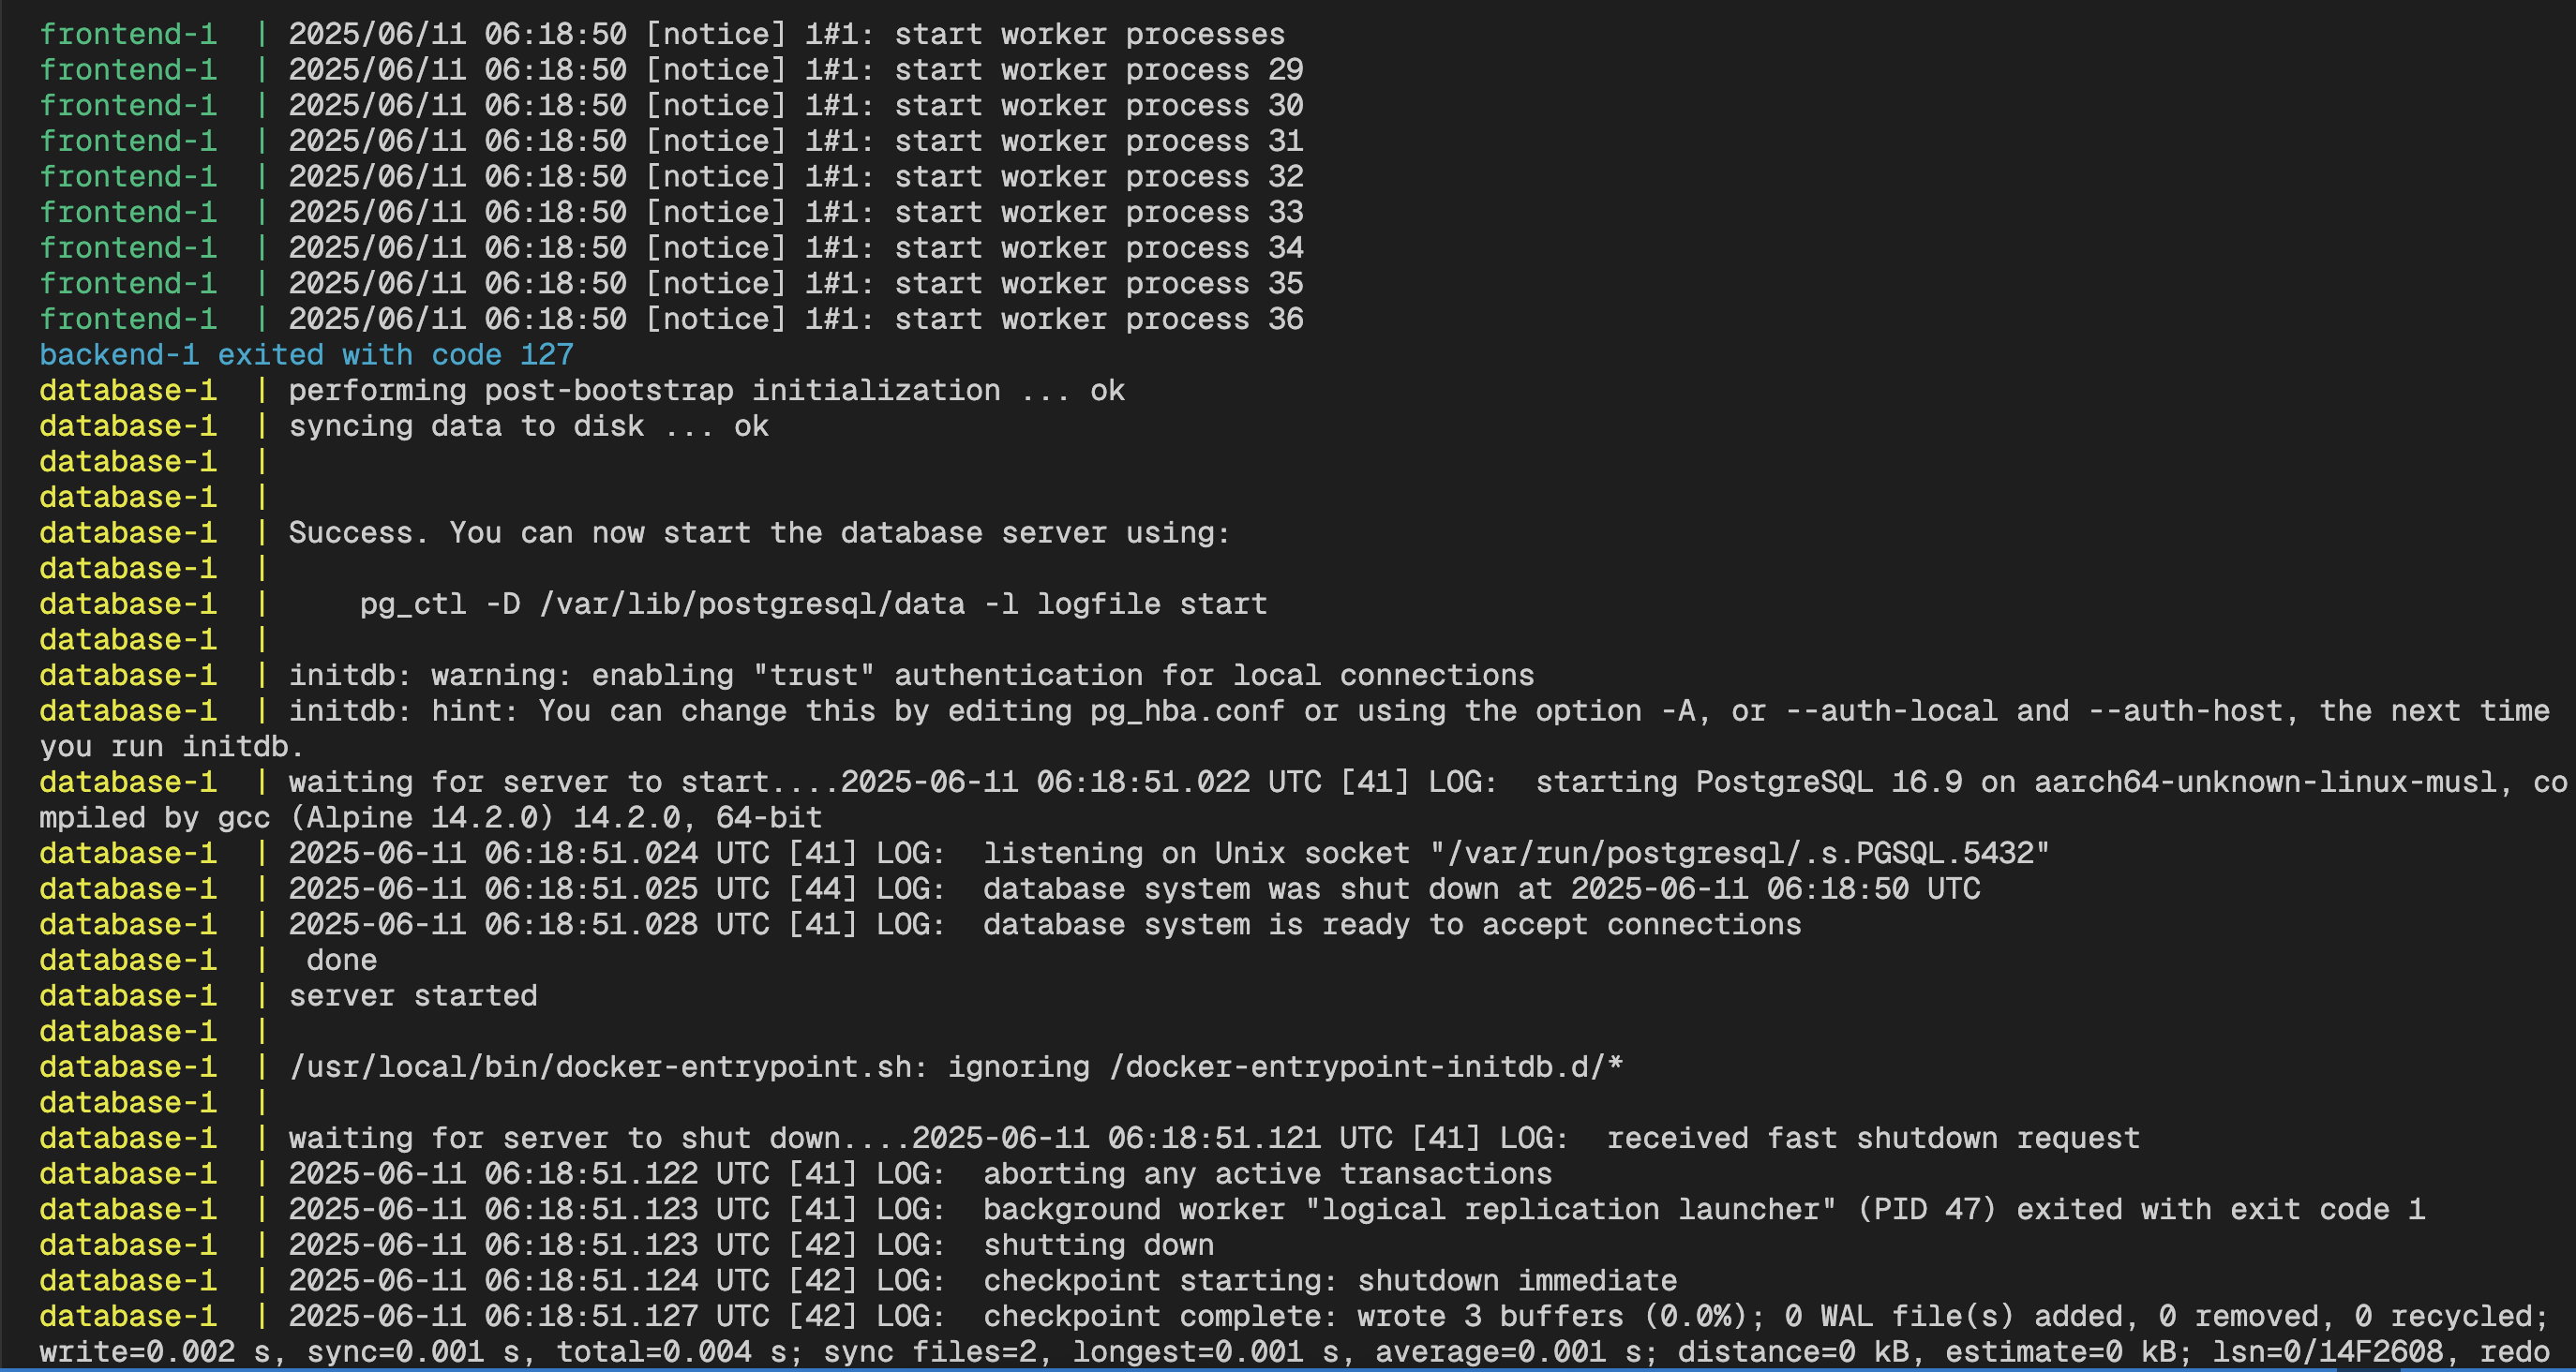 frontend-1  | 2025/06/11 06:18:50 [notice] 1#1: start worker processes
frontend-1  | 2025/06/11 06:18:50 [notice] 1#1: start worker process 29
frontend-1  | 2025/06/11 06:18:50 [notice] 1#1: start worker process 30
frontend-1  | 2025/06/11 06:18:50 [notice] 1#1: start worker process 31
frontend-1  | 2025/06/11 06:18:50 [notice] 1#1: start worker process 32
frontend-1  | 2025/06/11 06:18:50 [notice] 1#1: start worker process 33
frontend-1  | 2025/06/11 06:18:50 [notice] 1#1: start worker process 34
frontend-1  | 2025/06/11 06:18:50 [notice] 1#1: start worker process 35
frontend-1  | 2025/06/11 06:18:50 [notice] 1#1: start worker process 36
backend-1 exited with code 127
database-1  | performing post-bootstrap initialization ... ok
database-1  | syncing data to disk ... ok
database-1  |
database-1  |
database-1  | Success. You can now start the database server using:
database-1  |
database-1  |     pg_ctl -D /var/lib/postgresql/data -l logfile start
database-1  |
database-1  | initdb: warning: enabling "trust" authentication for local connections
database-1  | initdb: hint: You can change this by editing pg_hba.conf or using the option -A, or --auth-local and --auth-host, the next time
you run initdb.
database-1  | waiting for server to start....2025-06-11 06:18:51.022 UTC [41] LOG:  starting PostgreSQL 16.9 on aarch64-unknown-linux-musl, co
mpiled by gcc (Alpine 14.2.0) 14.2.0, 64-bit
database-1  | 2025-06-11 06:18:51.024 UTC [41] LOG:  listening on Unix socket "/var/run/postgresql/.s.PGSQL.5432"
database-1  | 2025-06-11 06:18:51.025 UTC [44] LOG:  database system was shut down at 2025-06-11 06:18:50 UTC
database-1  | 2025-06-11 06:18:51.028 UTC [41] LOG:  database system is ready to accept connections
database-1  |  done
database-1  | server started
database-1  |
database-1  | /usr/local/bin/docker-entrypoint.sh: ignoring /docker-entrypoint-initdb.d/*
database-1  |
database-1  | waiting for server to shut down....2025-06-11 06:18:51.121 UTC [41] LOG:  received fast shutdown request
database-1  | 2025-06-11 06:18:51.122 UTC [41] LOG:  aborting any active transactions
database-1  | 2025-06-11 06:18:51.123 UTC [41] LOG:  background worker "logical replication launcher" (PID 47) exited with exit code 1
database-1  | 2025-06-11 06:18:51.123 UTC [42] LOG:  shutting down
database-1  | 2025-06-11 06:18:51.124 UTC [42] LOG:  checkpoint starting: shutdown immediate
database-1  | 2025-06-11 06:18:51.127 UTC [42] LOG:  checkpoint complete: wrote 3 buffers (0.0%); 0 WAL file(s) added, 0 removed, 0 recycled;
write=0.002 s, sync=0.001 s, total=0.004 s; sync files=2, longest=0.001 s, average=0.001 s; distance=0 kB, estimate=0 kB; lsn=0/14F2608, redo